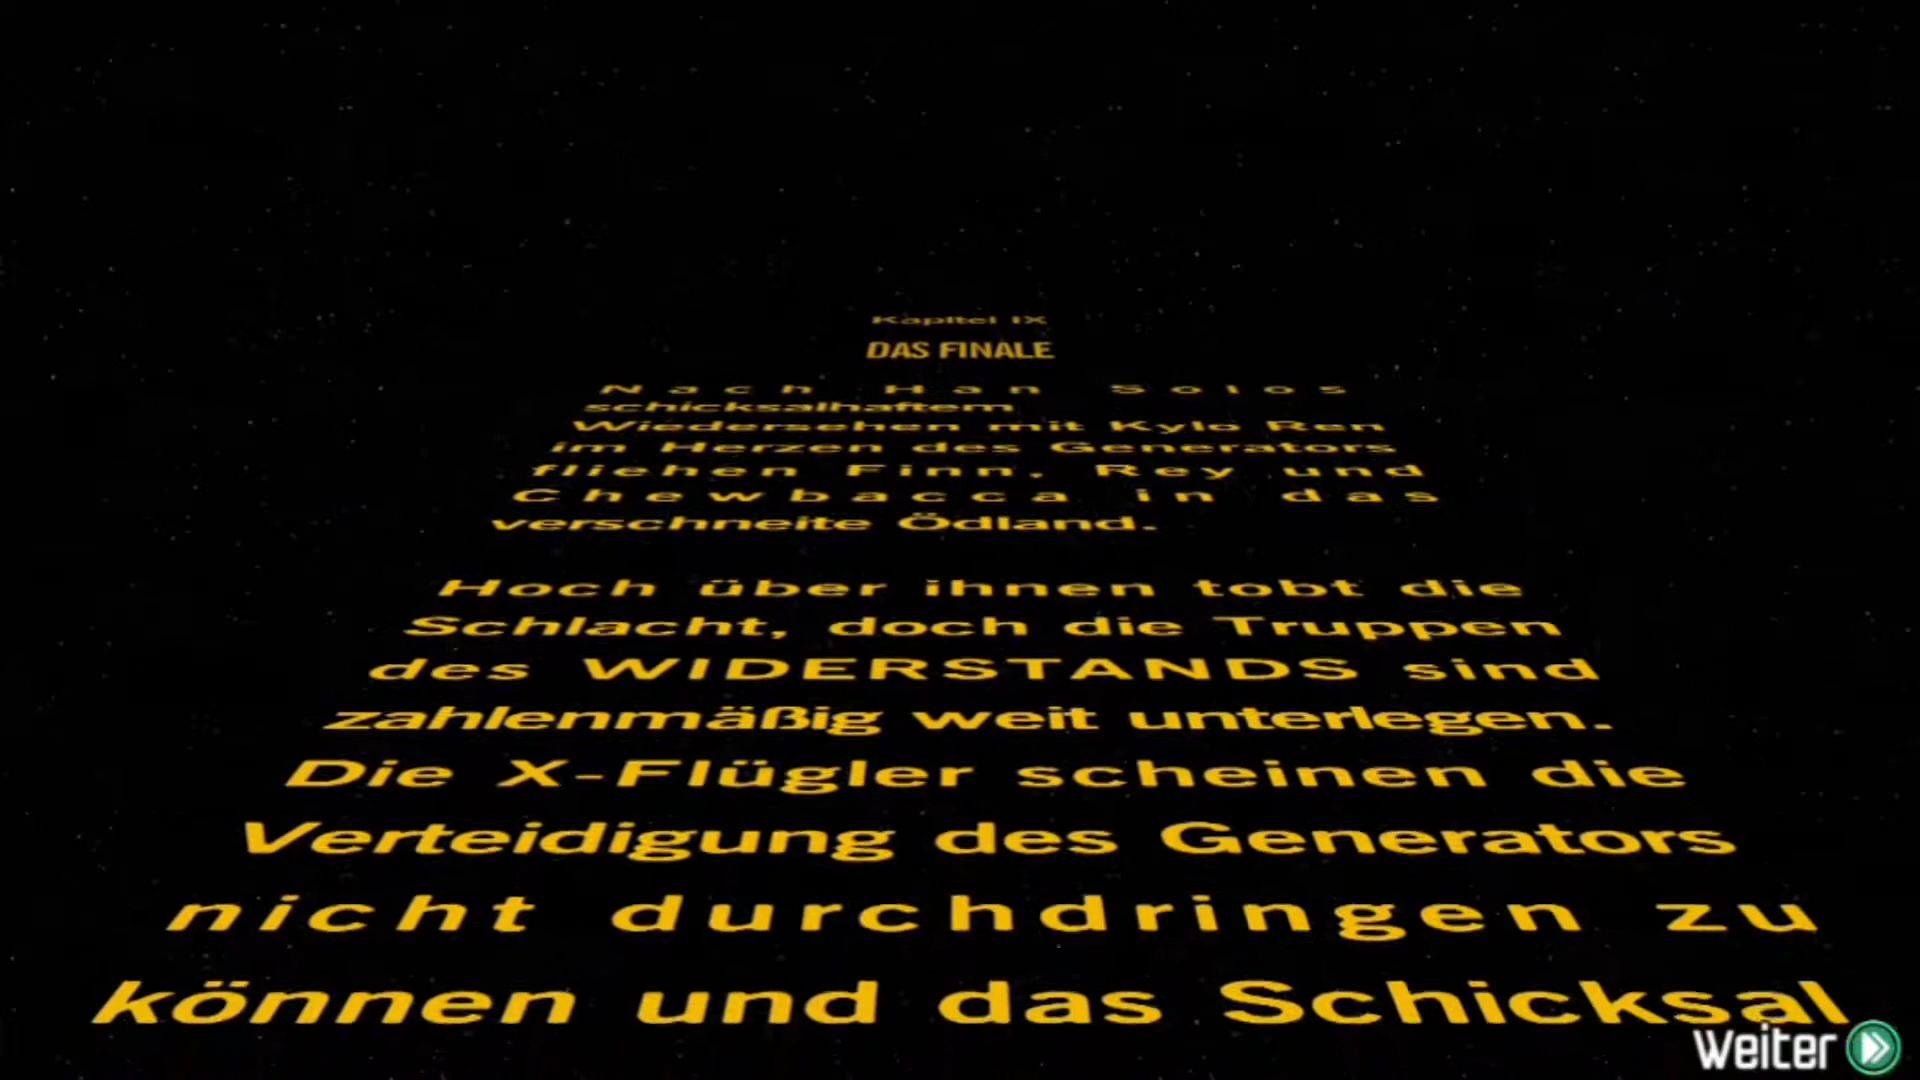 Kapitel IX
DAS FINALE
Nach Han Solos
schicksalhaftem
Wiedersehen mit Kylo Ren
im Herzen des Generators
fliehen Finn, Rey und
Chewbacca in das
verschneite Ödland.
Hoch über ihnen tobt die
Schlacht, doch die Truppen
des WIDERSTANDS sind
zahlenmäßig weit unterlegen.
Die X-Flügler scheinen die
Verteidigung des Generators
nicht durchdringen zu
können und das Schicksal
Weiter